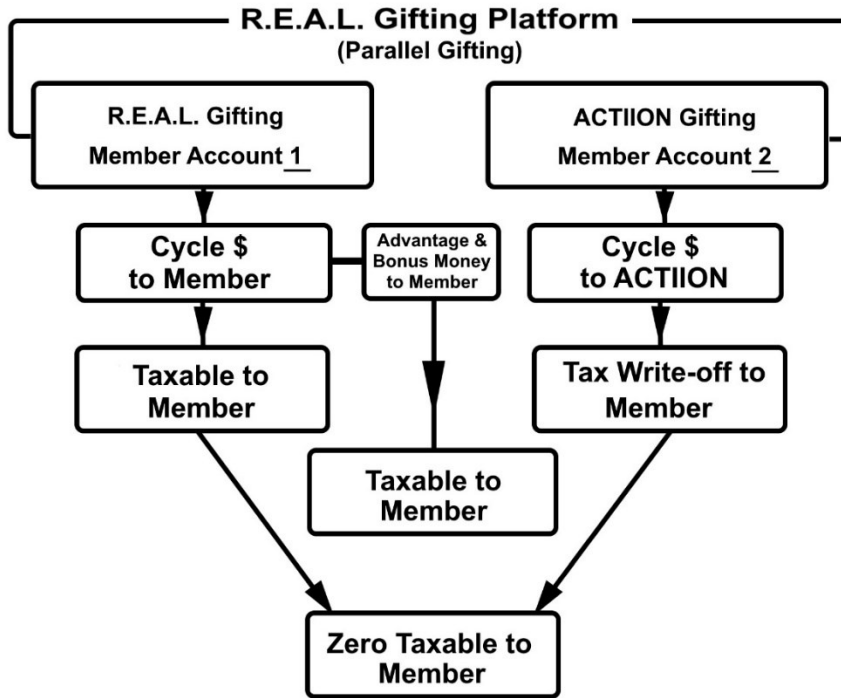 R.E.A.L. Gifting Platform
(Parallel Gifting)
R.E.A.L. Gifting
Member Account 1
ACTIION Gifting
Member Account 2
Cycle $
to Member
Advantage &
Bonus Money
to Member
Cycle $
to ACTIION
Taxable to
Member
Tax Write-off to
Member
Taxable to
Member
Zero Taxable to
Member